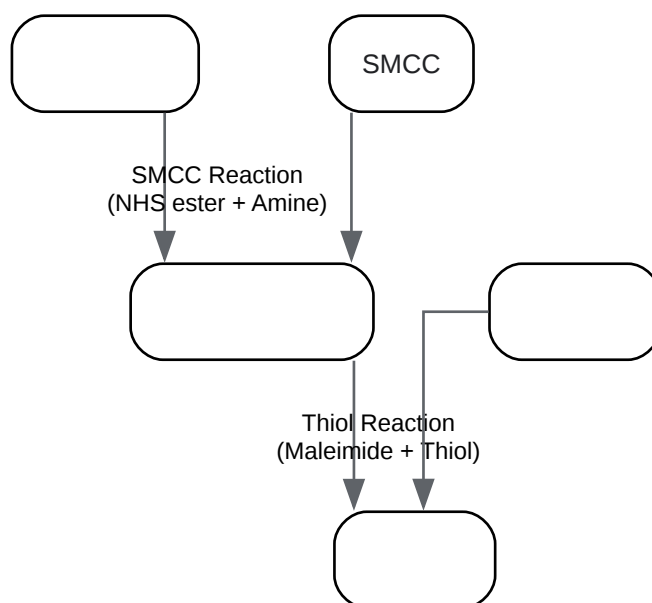 SMCC
SMCC Reaction
(NHS ester + Amine)
Thiol Reaction
(Maleimide + Thiol)